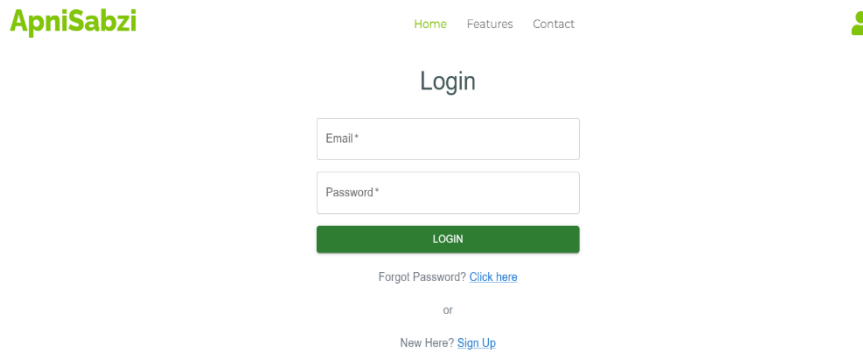 ApniSabzi
Home Features Contact
Login
Email*
Password*
LOGIN
Forgot Password? Click here
or
New Here? Sign Up